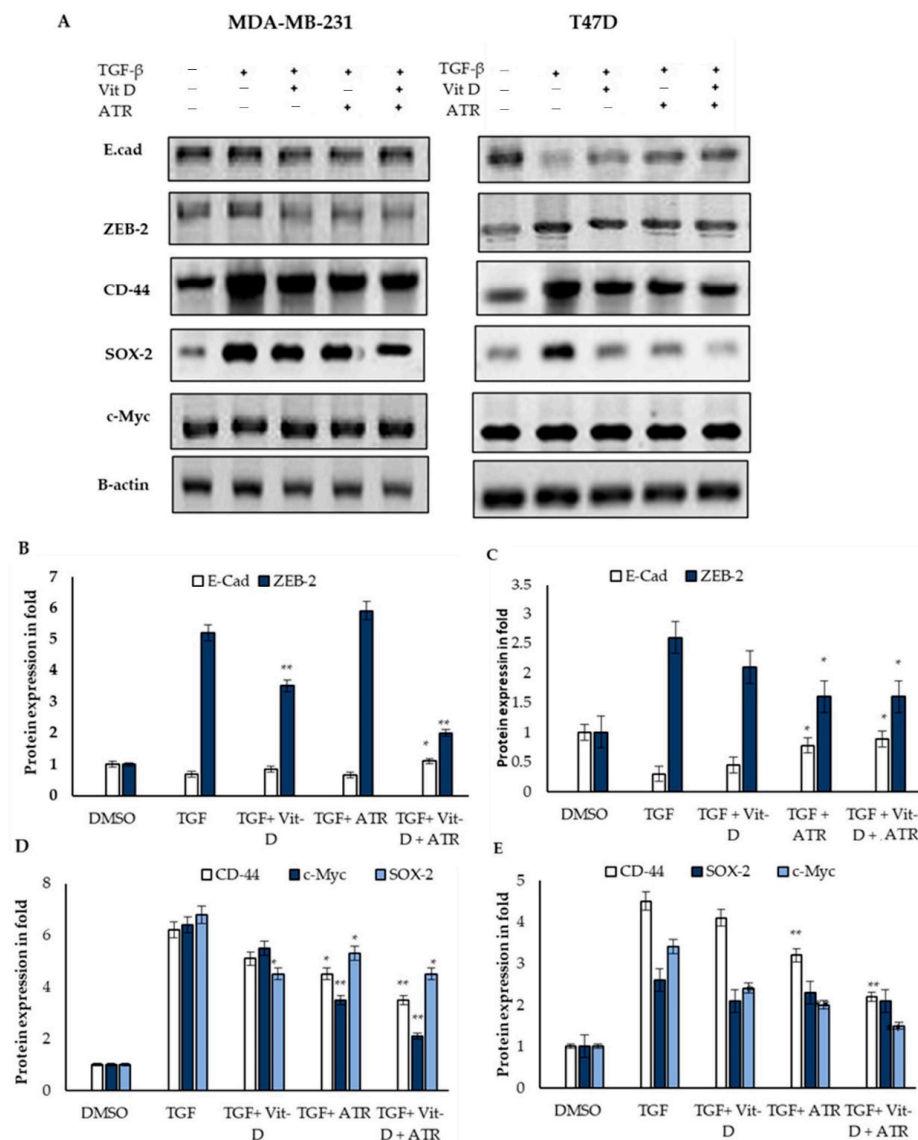 A
MDA-MB-231
T47D
TGF-β – + + + +
Vit D – – + – +
ATR – – – + +
TGF-β – + + + +
Vit D – – + – +
ATR – – – + +
E.cad
ZEB-2
CD-44
SOX-2
c-Myc
B-actin
B
E-Cad ZEB-2
Protein expression in fold
7
6
5
4
3
2
1
0
**
*
**
DMSO TGF TGF+ Vit- TGF+ ATR TGF+ Vit-
D D + ATR
C
E-Cad ZEB-2
Protein expressin in fold
3.5
3
2.5
2
1.5
1
0.5
0
*
*
*
*
DMSO TGF TGF + Vit- TGF + TGF + Vit-
D ATR D + . ATR
D
CD-44 c-Myc SOX-2
Protein expression in fold
8
6
4
2
0
*
*
**
*
**
**
*
DMSO TGF TGF+ Vit- TGF+ ATR TGF+ Vit-
D D + ATR
E
CD-44 SOX-2 c-Myc
Protein expression in fold
5
4
3
2
1
0
**
**
DMSO TGF TGF+ Vit- TGF+ ATR TGF+ Vit-
D D + ATR